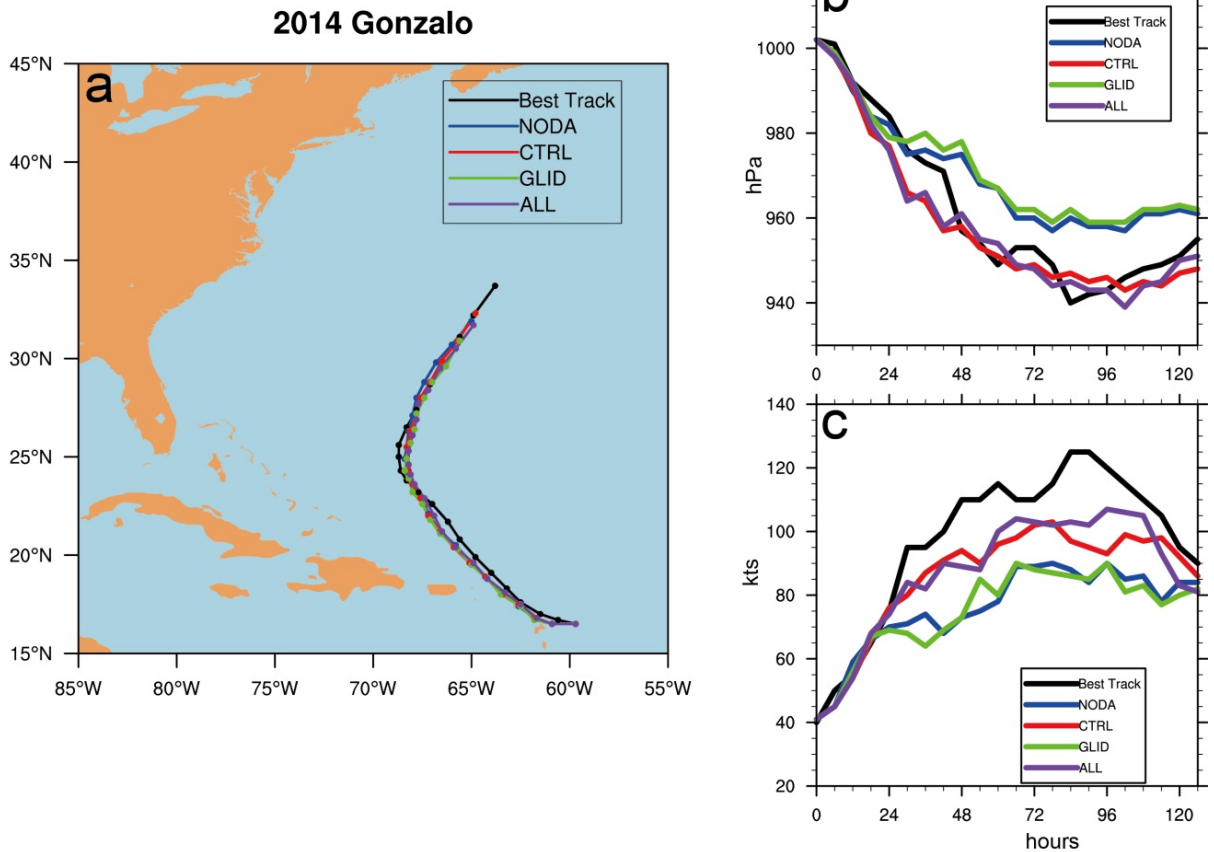 2014 Gonzalo
a
Best Track
NODA
CTRL
GLID
ALL
45°N
40°N
35°N
30°N
25°N
20°N
15°N
85°W 80°W 75°W 70°W 65°W 60°W 55°W
b
Best Track
NODA
CTRL
GLID
ALL
1000
980
960
940
hPa
0 24 48 72 96 120
c
140
120
100
80
60
40
20
kts
Best Track
NODA
CTRL
GLID
ALL
0 24 48 72 96 120
hours